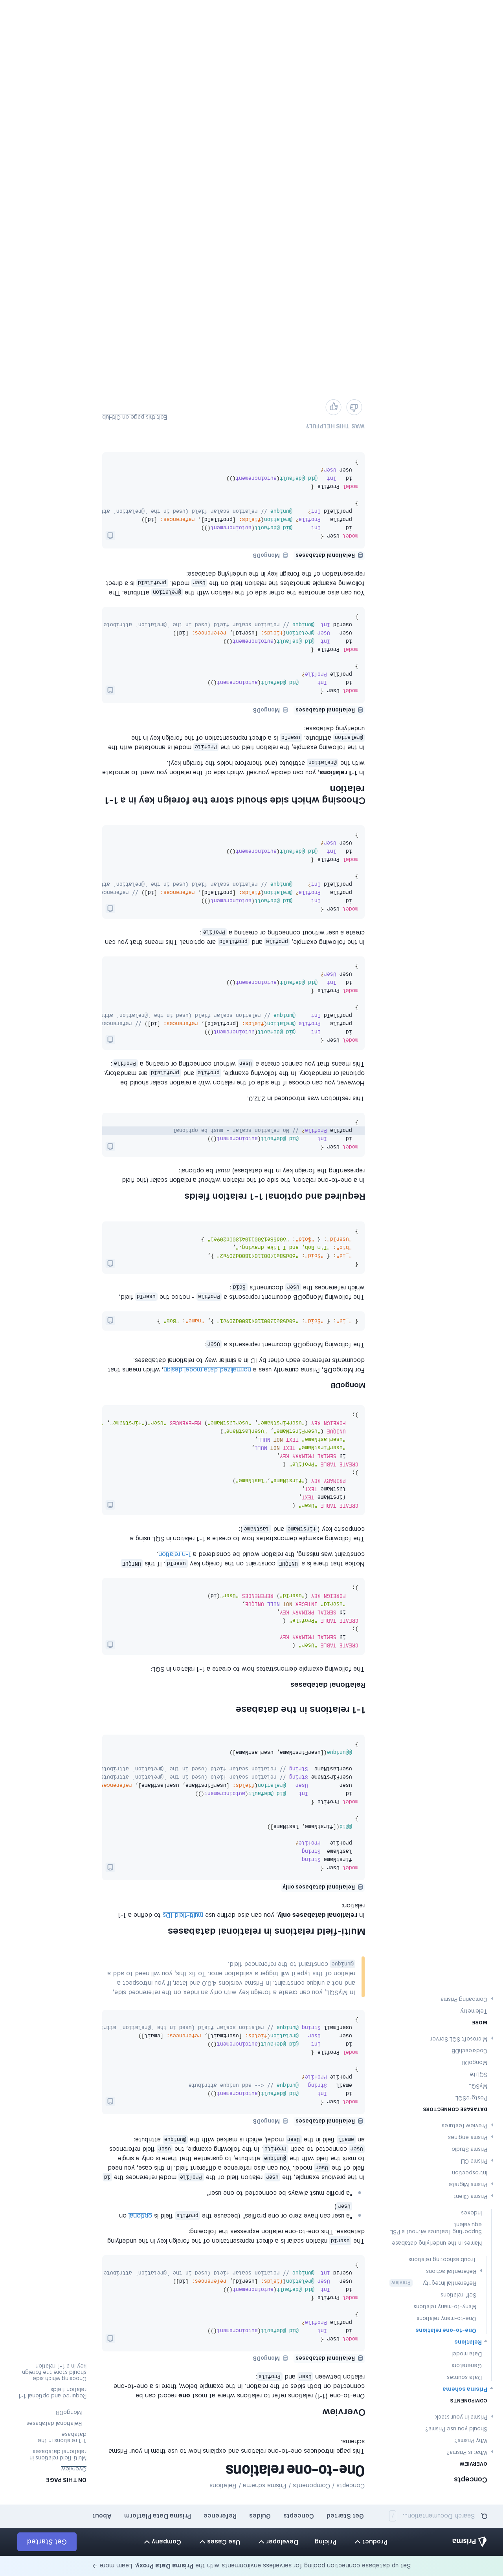 Set up database connection pooling for serverless environments with the Prisma Data Proxy. Learn more →
Prisma
Product
Pricing
Developer
Use Cases
Company
Get Started
Search Documentation...
Get Started
Concepts
Guides
Reference
Prisma Data Platform
About
Concepts
OVERVIEW
What is Prisma?
Why Prisma?
Should you use Prisma?
Prisma in your stack
COMPONENTS
Prisma schema
Data sources
Generators
Data model
Relations
One-to-one relations
One-to-many relations
Many-to-many relations
Self-relations
Referential integrity Preview
Referential actions
Troubleshooting relations
Names in the underlying database
Supporting features without a PSL
equivalent
Indexes
Prisma Client
Prisma Migrate
Introspection
Prisma CLI
Prisma Studio
Prisma engines
Preview features
DATABASE CONNECTORS
PostgreSQL
MySQL
SQLite
MongoDB
CockroachDB
Microsoft SQL Server
MORE
Telemetry
Comparing Prisma
Concepts / Components / Prisma schema / Relations
One-to-one relations
This page introduces one-to-one relations and explains how to use them in your Prisma
schema.
Overview
One-to-one (1-1) relations refer to relations where at most one record can be
connected on both sides of the relation. In the example below, there is a one-to-one
relation between User and Profile:
Relational databases MongoDB
model User {
id Int @id @default(autoincrement())
profile Profile?
}
model Profile {
id Int @id @default(autoincrement())
user User @relation(fields: [userId], references: [id])
userId Int @unique // relation scalar field (used in the `@relation` attribute
}
The userId relation scalar is a direct representation of the foreign key in the underlying
database. This one-to-one relation expresses the following:
"a user can have zero or one profiles" (because the profile field is optional on
User)
"a profile must always be connected to one user"
In the previous example, the user relation field of the Profile model references the id
field of the User model. You can also reference a different field. In this case, you need
to mark the field with the @unique attribute, to guarantee that there is only a single
User connected to each Profile. In the following example, the user field references
an email field in the User model, which is marked with the @unique attribute:
Relational databases MongoDB
model User {
id Int @id @default(autoincrement())
email String @unique // <-- add unique attribute
profile Profile?
}
model Profile {
id Int @id @default(autoincrement())
user User @relation(fields: [userEmail], references: [email])
userEmail String @unique // relation scalar field (used in the `@relation` attr
}
In MySQL, you can create a foreign key with only an index on the referenced side,
and not a unique constraint. In Prisma versions 4.0.0 and later, if you introspect a
relation of this type it will trigger a validation error. To fix this, you will need to add a
@unique constraint to the referenced field.
Multi-field relations in relational databases
In relational databases only, you can also define use multi-field IDs to define a 1-1
relation:
Relational databases only
model User {
firstName String
lastName String
profile Profile?
@@id([firstName, lastName])
}
model Profile {
id Int @id @default(autoincrement())
user User @relation(fields: [userFirstName, userLastName], reference
userFirstName String // relation scalar field (used in the `@relation` attribut
userLastName String // relation scalar field (used in the `@relation` attribut
@@unique([userFirstName, userLastName])
}
1-1 relations in the database
Relational databases
The following example demonstrates how to create a 1-1 relation in SQL:
CREATE TABLE "User" (
id SERIAL PRIMARY KEY
);
CREATE TABLE "Profile" (
id SERIAL PRIMARY KEY,
"userId" INTEGER NOT NULL UNIQUE,
FOREIGN KEY ("userId") REFERENCES "User"(id)
);
Notice that there is a UNIQUE constraint on the foreign key userId. If this UNIQUE
constraint was missing, the relation would be considered a 1-n relation.
The following example demonstrates how to create a 1-1 relation in SQL using a
composite key (firstName and lastName):
CREATE TABLE "User" (
firstName TEXT,
lastName TEXT,
PRIMARY KEY ("firstName","lastName")
);
CREATE TABLE "Profile" (
id SERIAL PRIMARY KEY,
"userFirstName" TEXT NOT NULL,
"userLastName" TEXT NOT NULL,
UNIQUE ("userFirstName", "userLastName")
FOREIGN KEY ("userFirstName", "userLastName") REFERENCES "User"("firstName",
);
MongoDB
For MongoDB, Prisma currently uses a normalized data model design, which means that
documents reference each other by ID in a similar way to relational databases.
The following MongoDB document represents a User:
{ "_id": { "$oid": "60d58e130011041800d209e1" }, "name": "Bob" }
The following MongoDB document represents a Profile - notice the userId field,
which references the User document's $oid:
{
"_id": { "$oid": "60d58e140011041800d209e2" },
"bio": "I'm Bob, and I like drawing.",
"userId": { "$oid": "60d58e130011041800d209e1" }
}
Required and optional 1-1 relation fields
In a one-to-one relation, the side of the relation without a relation scalar (the field
representing the foreign key in the database) must be optional:
model User {
id Int @id @default(autoincrement())
profile Profile? // No relation scalar - must be optional
}
This restriction was introduced in 2.12.0.
However, you can choose if the side of the relation with a relation scalar should be
optional or mandatory. In the following example, profile and profileId are mandatory.
This means that you cannot create a User without connecting or creating a Profile:
model User {
id Int @id @default(autoincrement())
profile Profile @relation(fields: [profileId], references: [id]) // references
profileId Int @unique // relation scalar field (used in the `@relation` attr
}
model Profile {
id Int @id @default(autoincrement())
user User?
}
In the following example, profile and profileId are optional. This means that you can
create a user without connecting or creating a Profile:
model User {
id Int @id @default(autoincrement())
profile Profile? @relation(fields: [profileId], references: [id]) // reference
profileId Int? @unique // relation scalar field (used in the `@relation` att
}
model Profile {
id Int @id @default(autoincrement())
user User?
}
Choosing which side should store the foreign key in a 1-1
relation
In 1-1 relations, you can decide yourself which side of the relation you want to annotate
with the @relation attribute (and therefore holds the foreign key).
In the following example, the relation field on the Profile model is annotated with the
@relation attribute. userId is a direct representation of the foreign key in the
underlying database:
Relational databases MongoDB
model User {
id Int @id @default(autoincrement())
profile Profile?
}
model Profile {
id Int @id @default(autoincrement())
user User @relation(fields: [userId], references: [id])
userId Int @unique // relation scalar field (used in the `@relation` attribute
}
You can also annotate the other side of the relation with the @relation attribute. The
following example annotates the relation field on the User model. profileId is a direct
representation of the foreign key in the underlying database:
Relational databases MongoDB
model User {
id Int @id @default(autoincrement())
profile Profile? @relation(fields: [profileId], references: [id])
profileId Int? @unique // relation scalar field (used in the `@relation` att
}
model Profile {
id Int @id @default(autoincrement())
user User?
}
WAS THIS HELPFUL?
Edit this page on GitHub
ON THIS PAGE
Overview
Multi-field relations in
relational databases
1-1 relations in the
database
Relational databases
MongoDB
Required and optional 1-1
relation fields
Choosing which side
should store the foreign
key in a 1-1 relation